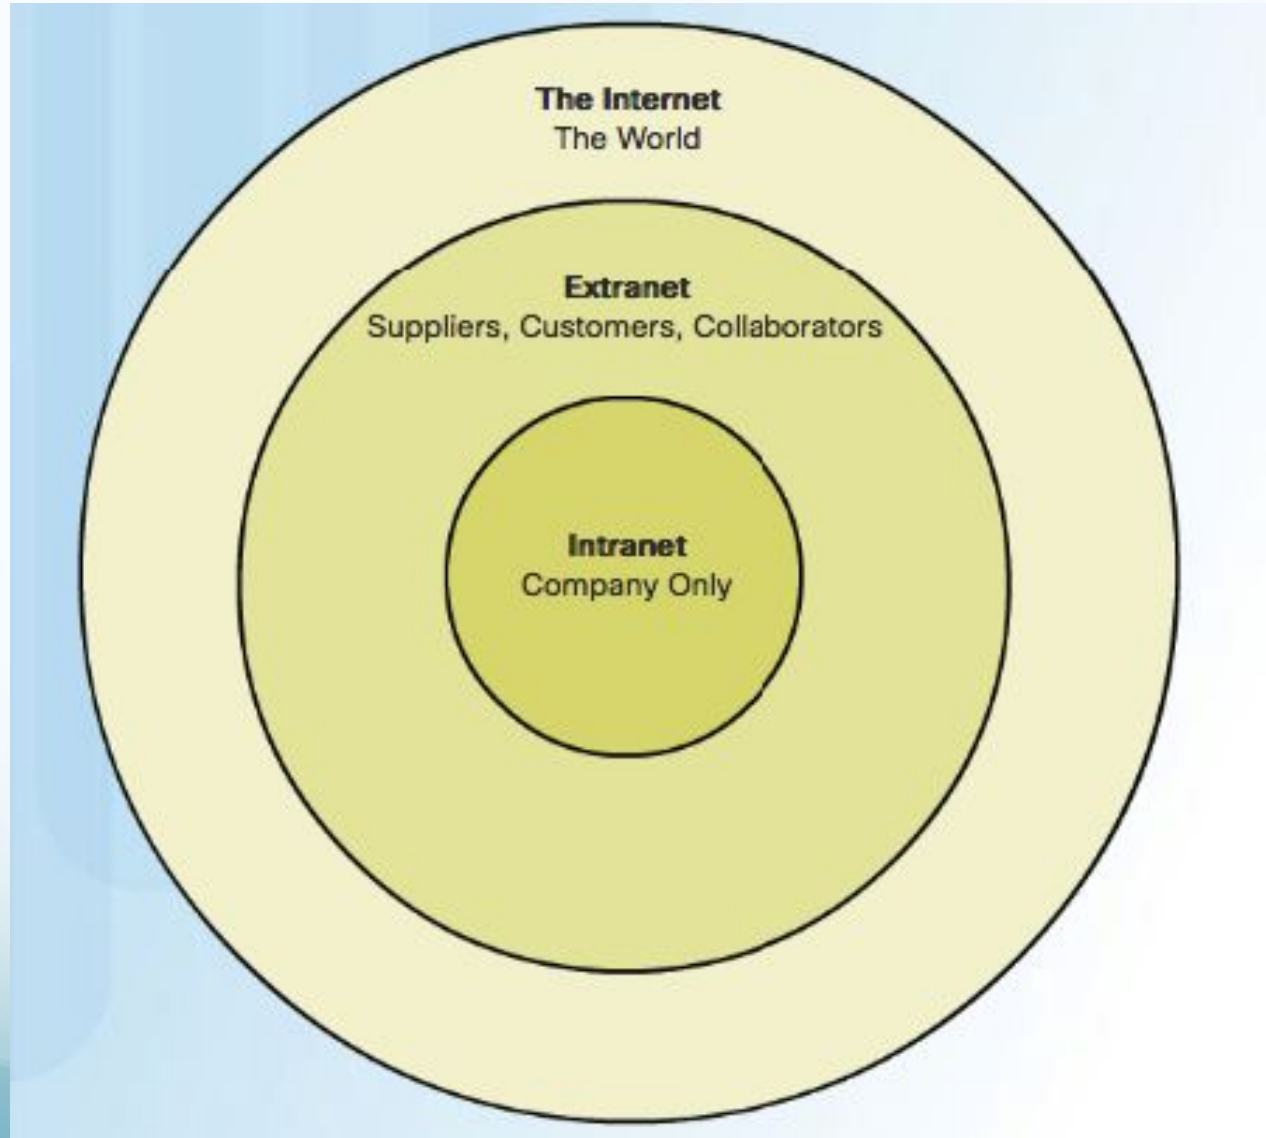 The Internet
The World
Extranet
Suppliers, Customers, Collaborators
Intranet
Company Only